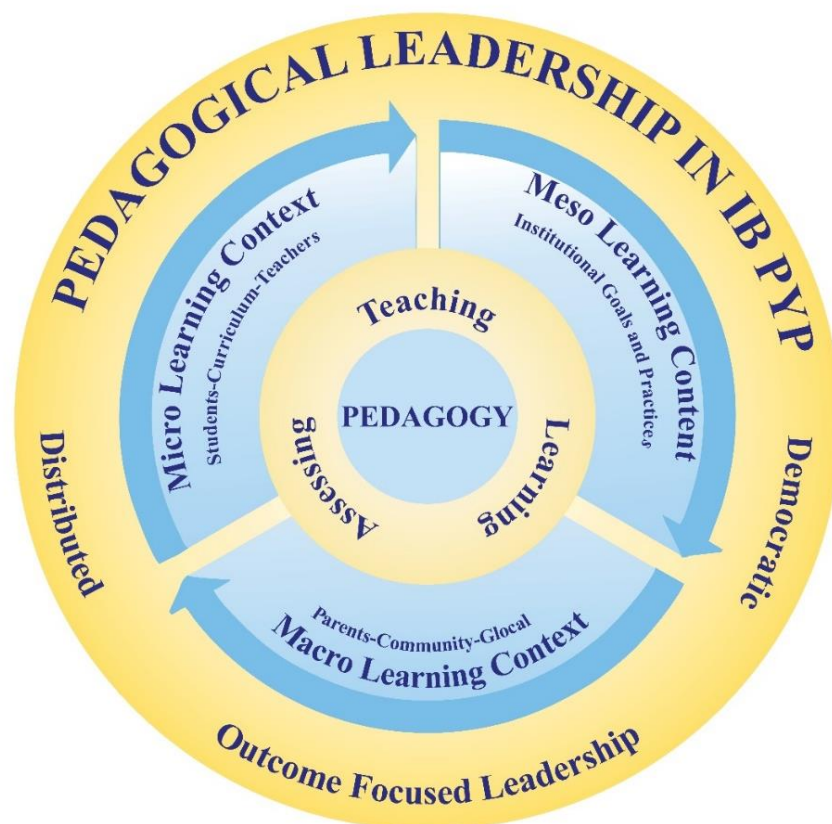 PEDAGOGICAL LEADERSHIP IN IB PYP
Micro Learning Context
Students-Curriculum-Teachers
Meso Learning Content
Institutional Goals and Practices
Teaching
PEDAGOGY
Assessing
Learning
Parents-Community-Glocal
Macro Learning Context
Distributed
Democratic
Outcome Focused Leadership